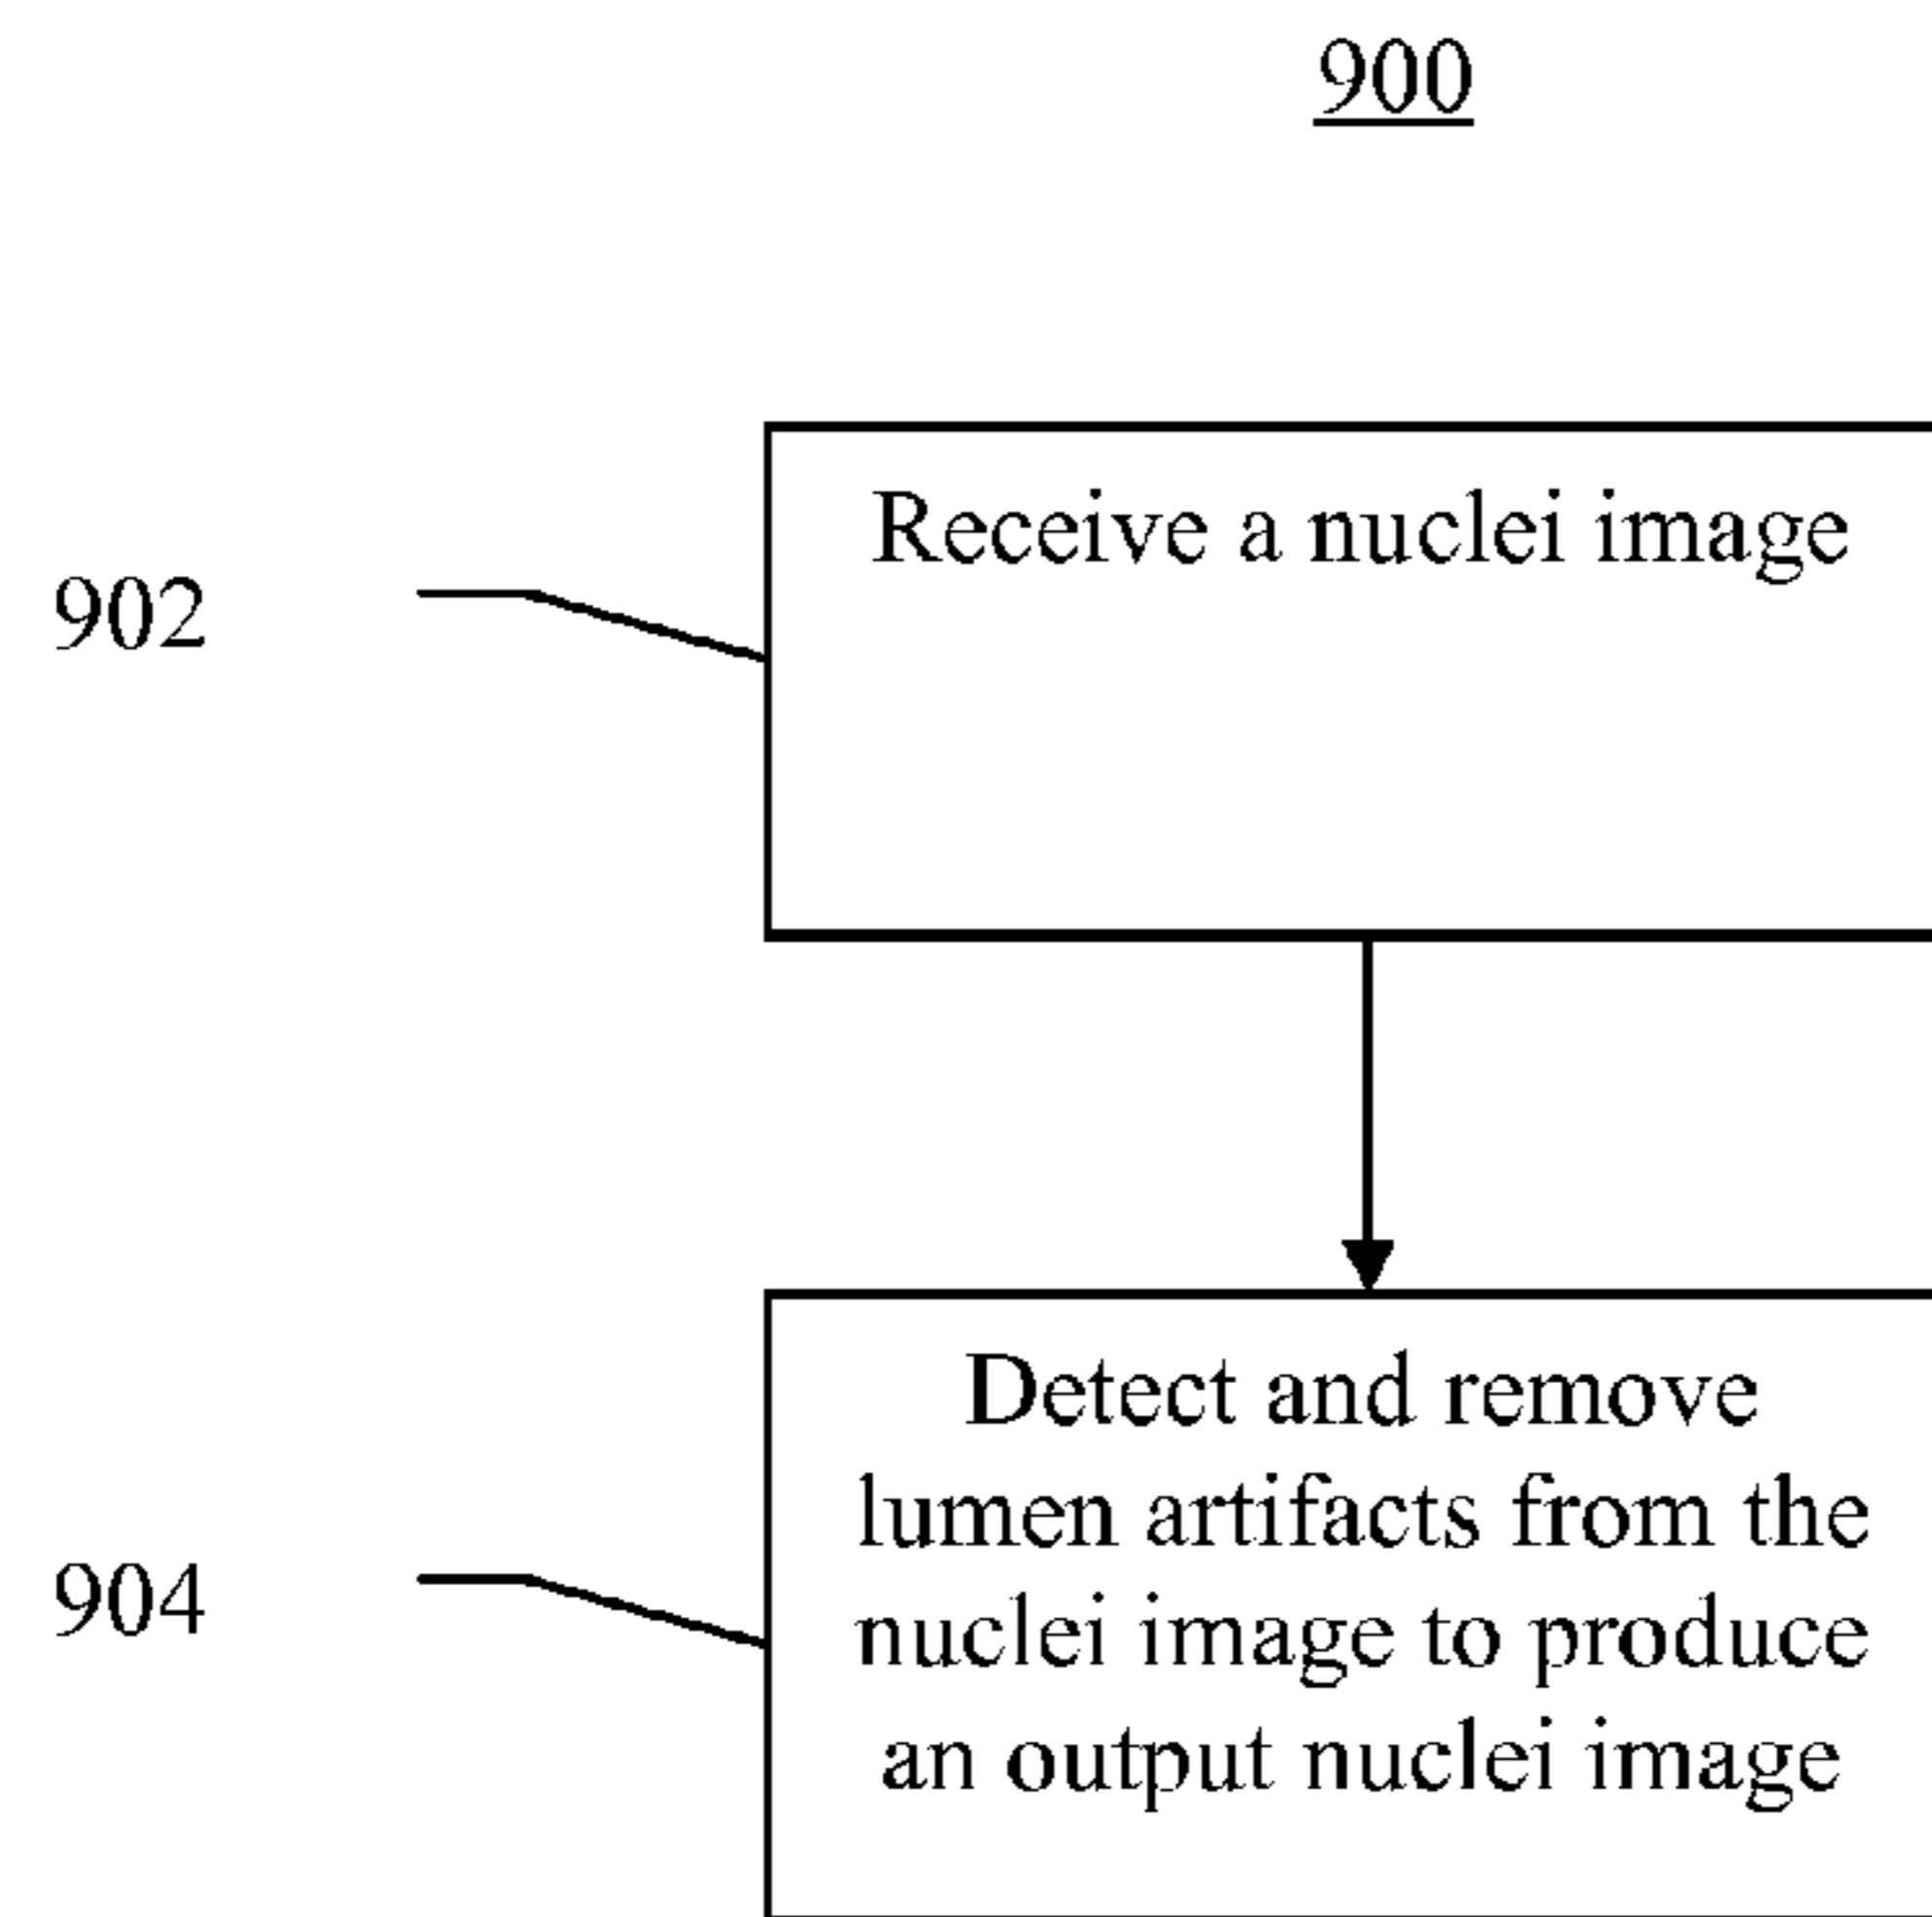 900
Receive a nuclei image
902
Detect and remove
lumen artifacts from the
nuclei image to produce
an output nuclei image
904